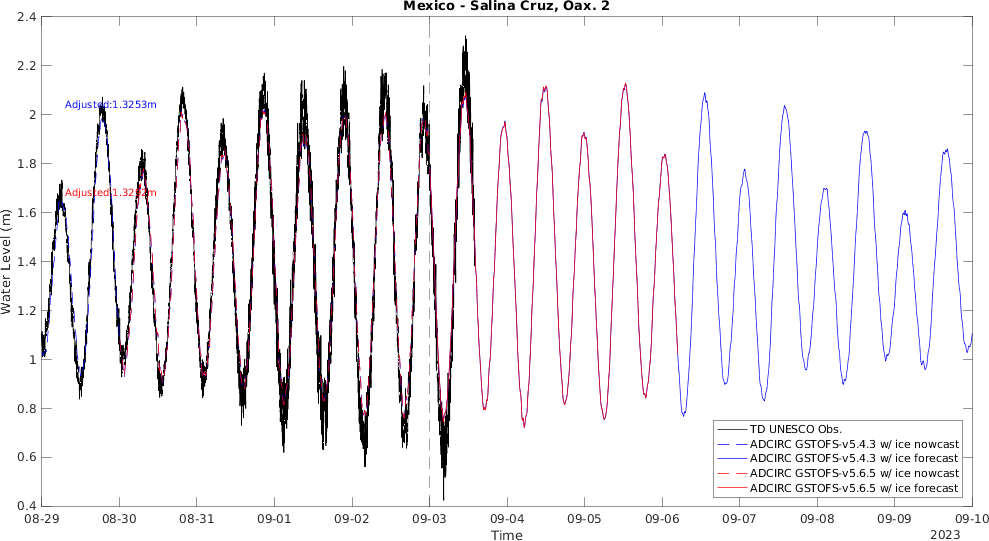 Mexico - Salina Cruz, Oax. 2
Water Level (m)
2.4
2.2
2
1.8
1.6
1.4
1.2
1
0.8
0.6
0.4
Adjusted:1.3253m
TD UNESCO Obs.
ADCIRC GSTOFS-v5.4.3 w/ ice nowcast
ADCIRC GSTOFS-v5.4.3 w/ ice forecast
ADCIRC GSTOFS-v5.6.5 w/ ice nowcast
ADCIRC GSTOFS-v5.6.5 w/ ice forecast
08-29 08-30 08-31 09-01 09-02 09-03 09-04 09-05 09-06 09-07 09-08 09-09 09-10
Time
2023